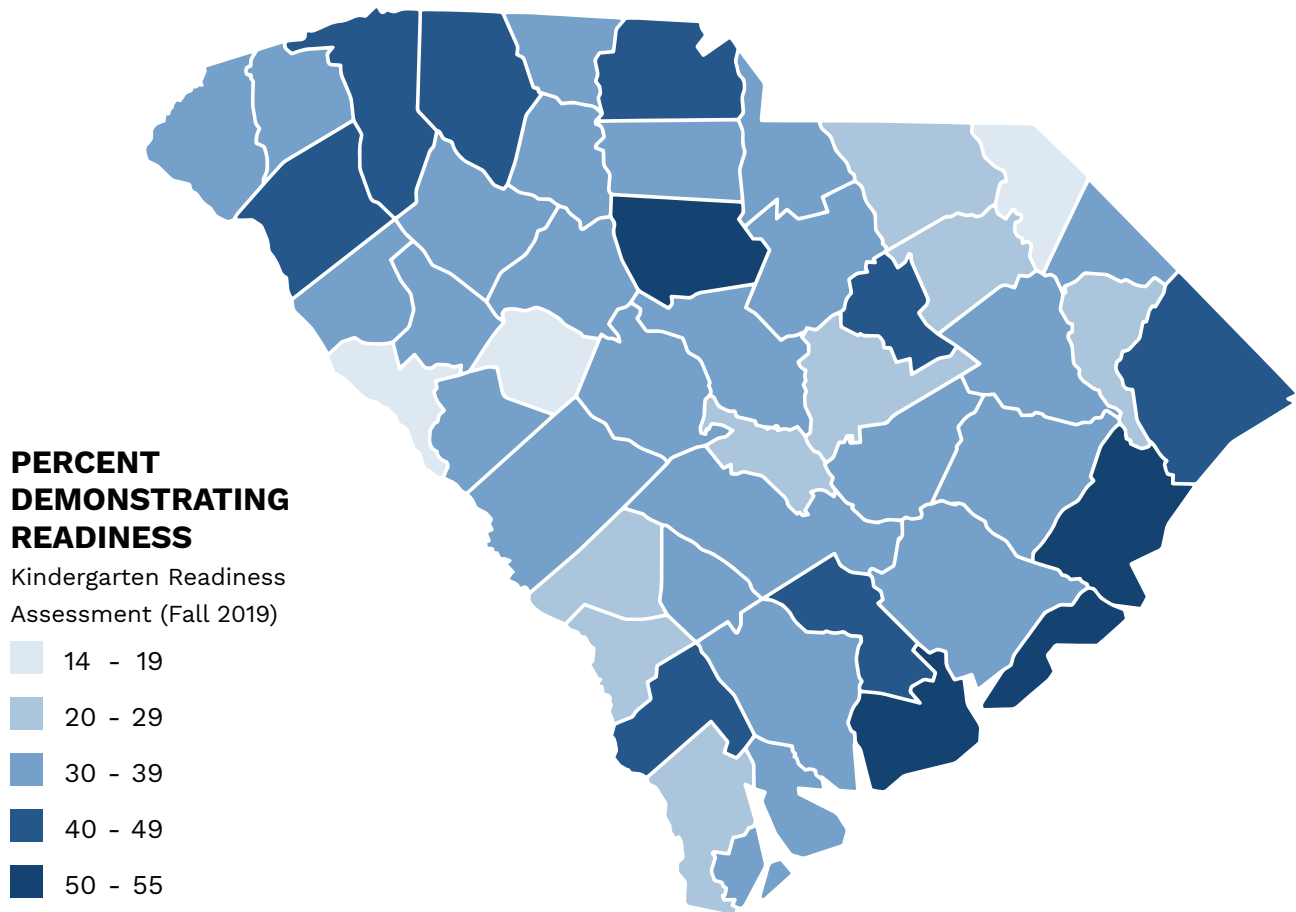 PERCENT
DEMONSTRATING
READINESS
Kindergarten Readiness
Assessment (Fall 2019)
14 - 19
20 - 29
30 - 39
40 - 49
50 - 55